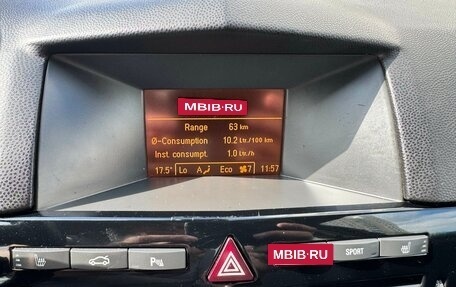 MBIB·RU
Range 63 km
Ø-Consumption 10.2 Ltr./100 km
Inst. consumpt. 1.0 Ltr./h
17.5° Lo A Eco 7 11:57
MBIB·RU SPORT